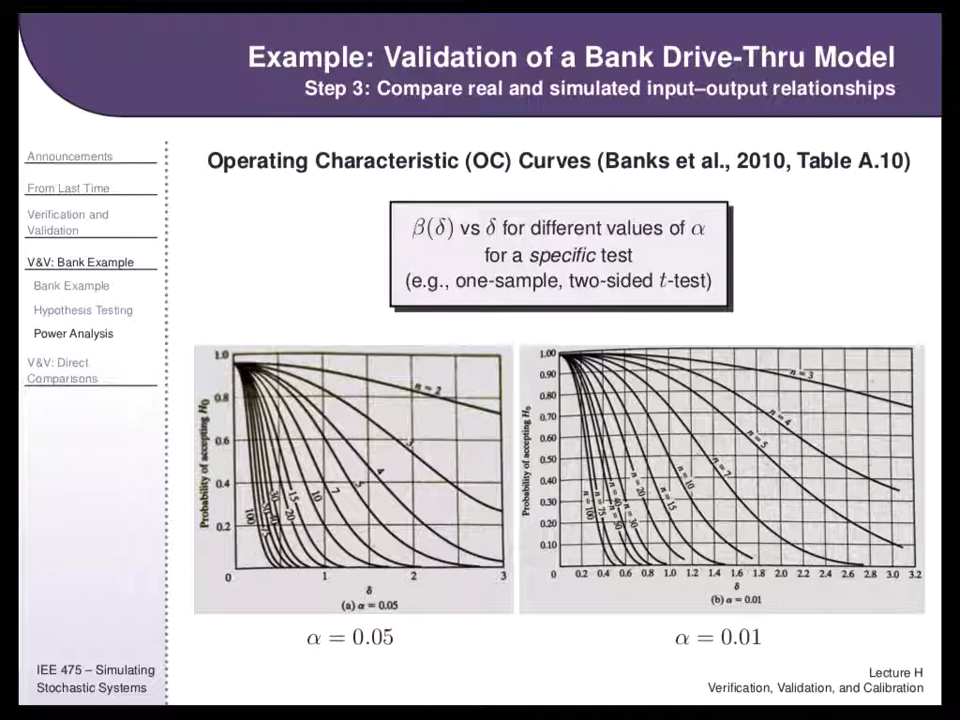 Example: Validation of a Bank Drive-Thru Model
Step 3: Compare real and simulated input–output relationships
Announcements
From Last Time
Verification and
Validation
V&V: Bank Example
Bank Example
Hypothesis Testing
Power Analysis
V&V: Direct
Comparisons
IEE 475 – Simulating
Stochastic Systems
Operating Characteristic (OC) Curves (Banks et al., 2010, Table A.10)
β(δ) vs δ for different values of α
for a specific test
(e.g., one-sample, two-sided t-test)
Probability of accepting H₀
1.0
0.8
0.6
0.4
0.2
0
1
2
3
n = 2
3
4
5
7
10
15
20
30
40
50
75
100
δ
(a) α = 0.05
α = 0.05
Probability of accepting H₀
1.00
0.90
0.80
0.70
0.60
0.50
0.40
0.30
0.20
0.10
0 0.2 0.4 0.6 0.8 1.0 1.2 1.4 1.6 1.8 2.0 2.2 2.4 2.6 2.8 3.0 3.2
n = 3
n = 4
n = 5
n = 7
n = 10
n = 15
n = 20
n = 30
n = 40
n = 50
n = 75
n = 100
δ
(b) α = 0.01
α = 0.01
Lecture H
Verification, Validation, and Calibration